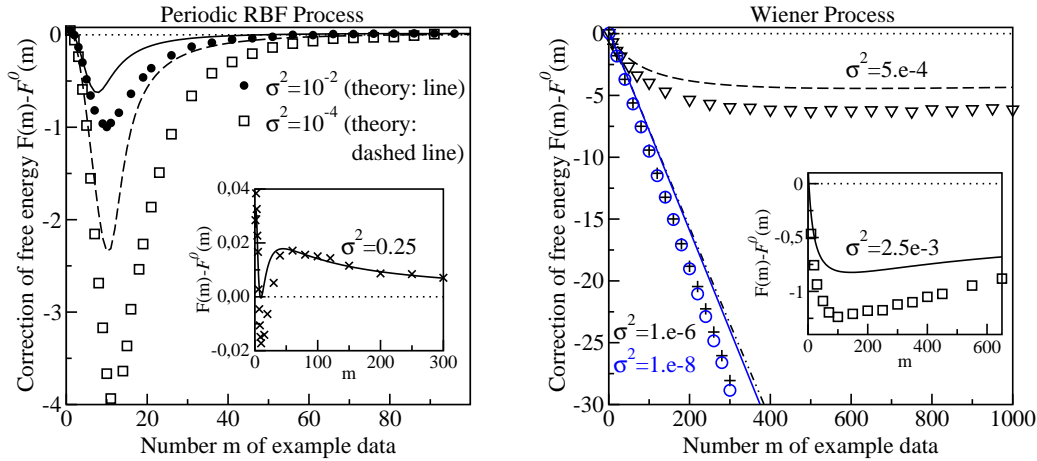 Periodic RBF Process
Correction of free energy F(m)-F⁰(m)
0
-1
-2
-3
-4
σ²=10⁻² (theory: line)
σ²=10⁻⁴ (theory:
dashed line)
F(m)-F⁰(m)
0.04
0.02
0.00
-0.02
σ²=0.25
0 100 200 300
m
0 20 40 60 80
Number m of example data
Wiener Process
Correction of free energy F(m)-F⁰(m)
0
-5
-10
-15
-20
-25
-30
σ²=5.e-4
F(m)-F⁰(m)
0
-0,5
-1
σ²=2.5e-3
0 200 400 600
m
σ²=1.e-6
σ²=1.e-8
0 200 400 600 800 1000
Number m of example data